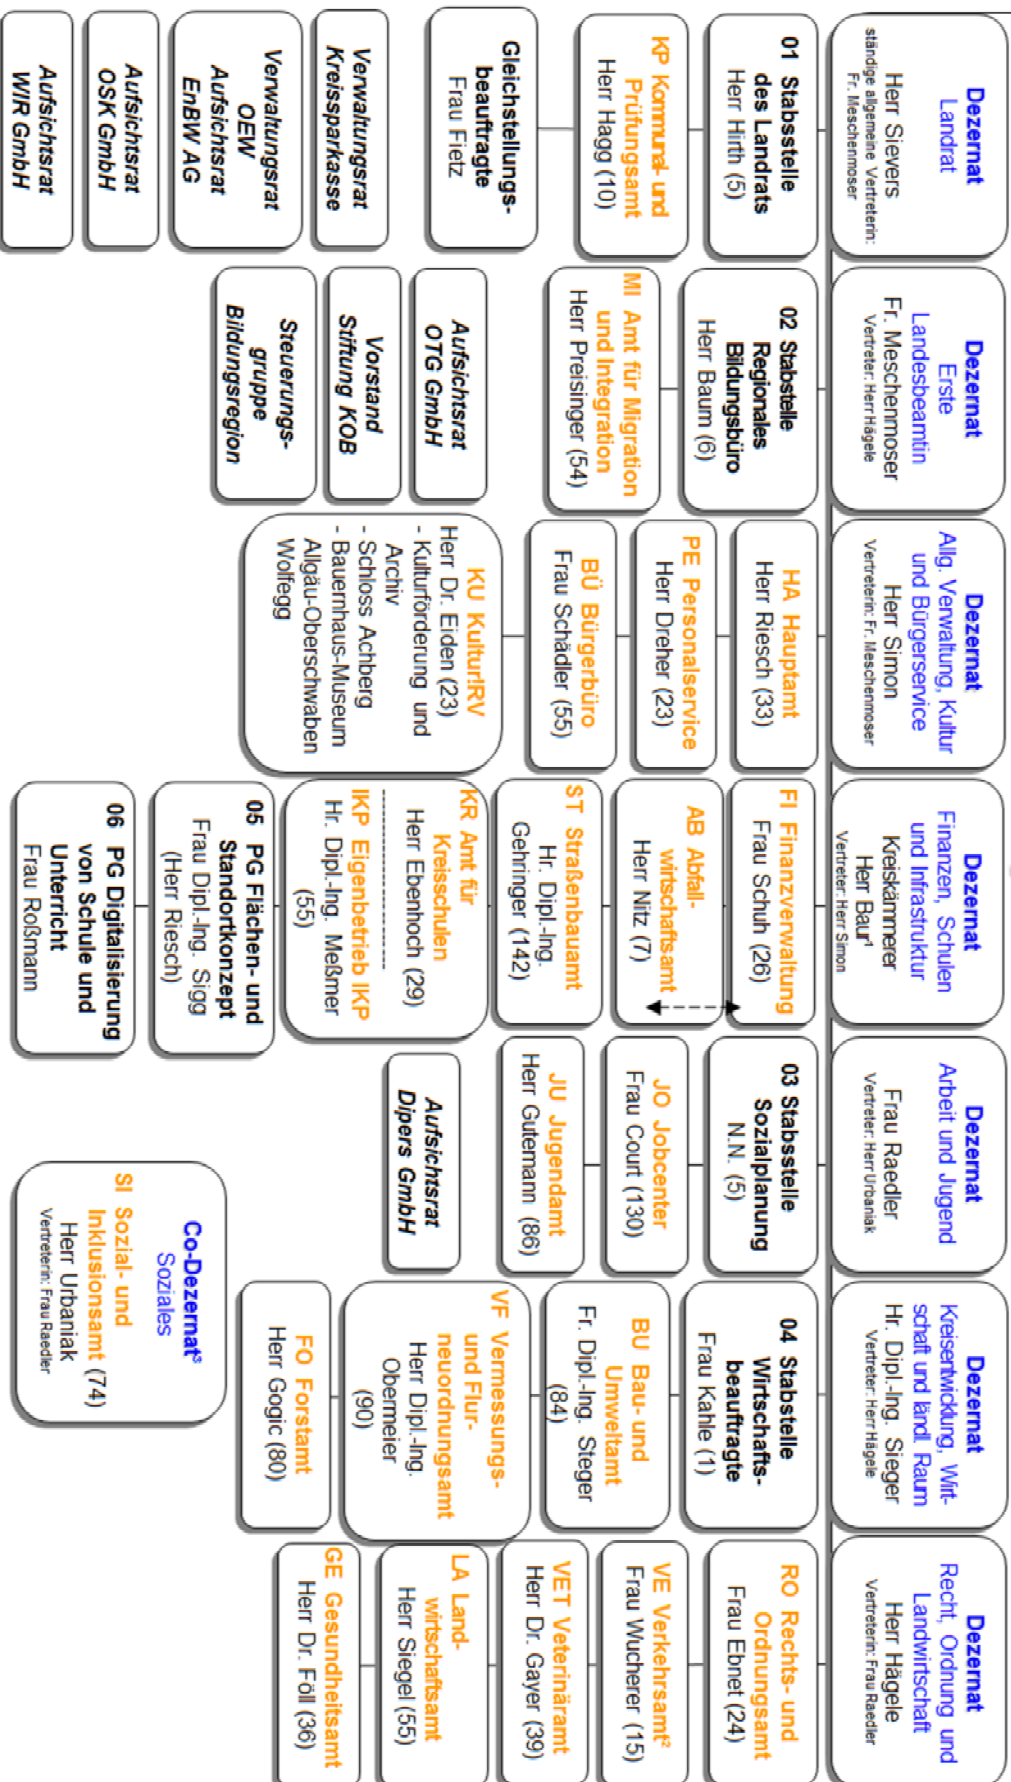 Dezernat
Landrat
Herr Sievers
ständige allgemeine Vertreterin:
Fr. Meschenmoser
01 Stabsstelle
des Landrats
Herr Hirth (5)
KP Kommunal- und
Prüfungsamt
Herr Hagg (10)
Gleichstellungs-
beauftragte
Frau Fietz
Verwaltungsrat
Kreissparkasse
Verwaltungsrat
OEW
Aufsichtsrat
EnBW AG
Aufsichtsrat
OSK GmbH
Aufsichtsrat
WIR GmbH
Dezernat
Erste
Landesbeamtin
Fr. Meschenmoser
Vertreter: Herr Hägele
02 Stabstelle
Regionales
Bildungsbüro
Herr Baum (6)
MI Amt für Migration
und Integration
Herr Preisinger (54)
Aufsichtsrat
OTG GmbH
Vorstand
Stiftung KOB
Steuerungs-
gruppe
Bildungsregion
Dezernat
Allg. Verwaltung, Kultur
und Bürgerservice
Herr Simon
Vertreterin: Fr. Meschenmoser
HA Hauptamt
Herr Riesch (33)
PE Personalservice
Herr Dreher (23)
BÜ Bürgerbüro
Frau Schädler (55)
KU Kultur!RV
Herr Dr. Eiden (23)
- Kulturförderung und
Archiv
- Schloss Achberg
- Bauernhaus-Museum
Allgäu-Oberschwaben
Wolfegg
Dezernat
Finanzen, Schulen
und Infrastruktur
Kreiskämmerer
Herr Baur¹
Vertreter: Herr Simon
FI Finanzverwaltung
Frau Schuh (26)
AB Abfall-
wirtschaftsamt
Herr Nitz (7)
ST Straßenbauamt
Hr. Dipl.-Ing.
Gehringer (142)
KR Amt für
Kreisschulen
Herr Ebenhoch (29)
IKP Eigenbetrieb IKP
Hr. Dipl.-Ing. Meßmer
(55)
05 PG Flächen- und
Standortkonzept
Frau Dipl.-Ing. Sigg
(Herr Riesch)
06 PG Digitalisierung
von Schule und
Unterricht
Frau Roßmann
Dezernat
Arbeit und Jugend
Frau Raedler
Vertreter: Herr Urbaniak
03 Stabsstelle
Sozialplanung
N.N. (5)
JO Jobcenter
Frau Court (130)
JU Jugendamt
Herr Gutemann (86)
Aufsichtsrat
Dipers GmbH
Co-Dezernat³
Soziales
SI Sozial- und
Inklusionsamt (74)
Herr Urbaniak
Vertreterin: Frau Raedler
Dezernat
Kreisentwicklung, Wirt-
schaft und ländl. Raum
Hr. Dipl.-Ing. Sieger
Vertreter: Herr Hägele
04 Stabstelle
Wirtschafts-
beauftragte
Frau Kahle (1)
BU Bau- und
Umweltamt
Fr. Dipl.-Ing. Steger
(84)
VF Vermessungs-
und Flur-
neuordnungsamt
Herr Dipl.-Ing.
Obermeier
(90)
FO Forstamt
Herr Gogic (80)
Dezernat
Recht, Ordnung und
Landwirtschaft
Herr Hägele
Vertreterin: Frau Raedler
RO Rechts- und
Ordnungsamt
Frau Ebnet (24)
VE Verkehrsamt²
Frau Wucherer (15)
VET Veterinäramt
Herr Dr. Gayer (39)
LA Land-
wirtschaftsamt
Herr Siegel (55)
GE Gesundheitsamt
Herr Dr. Föll (36)